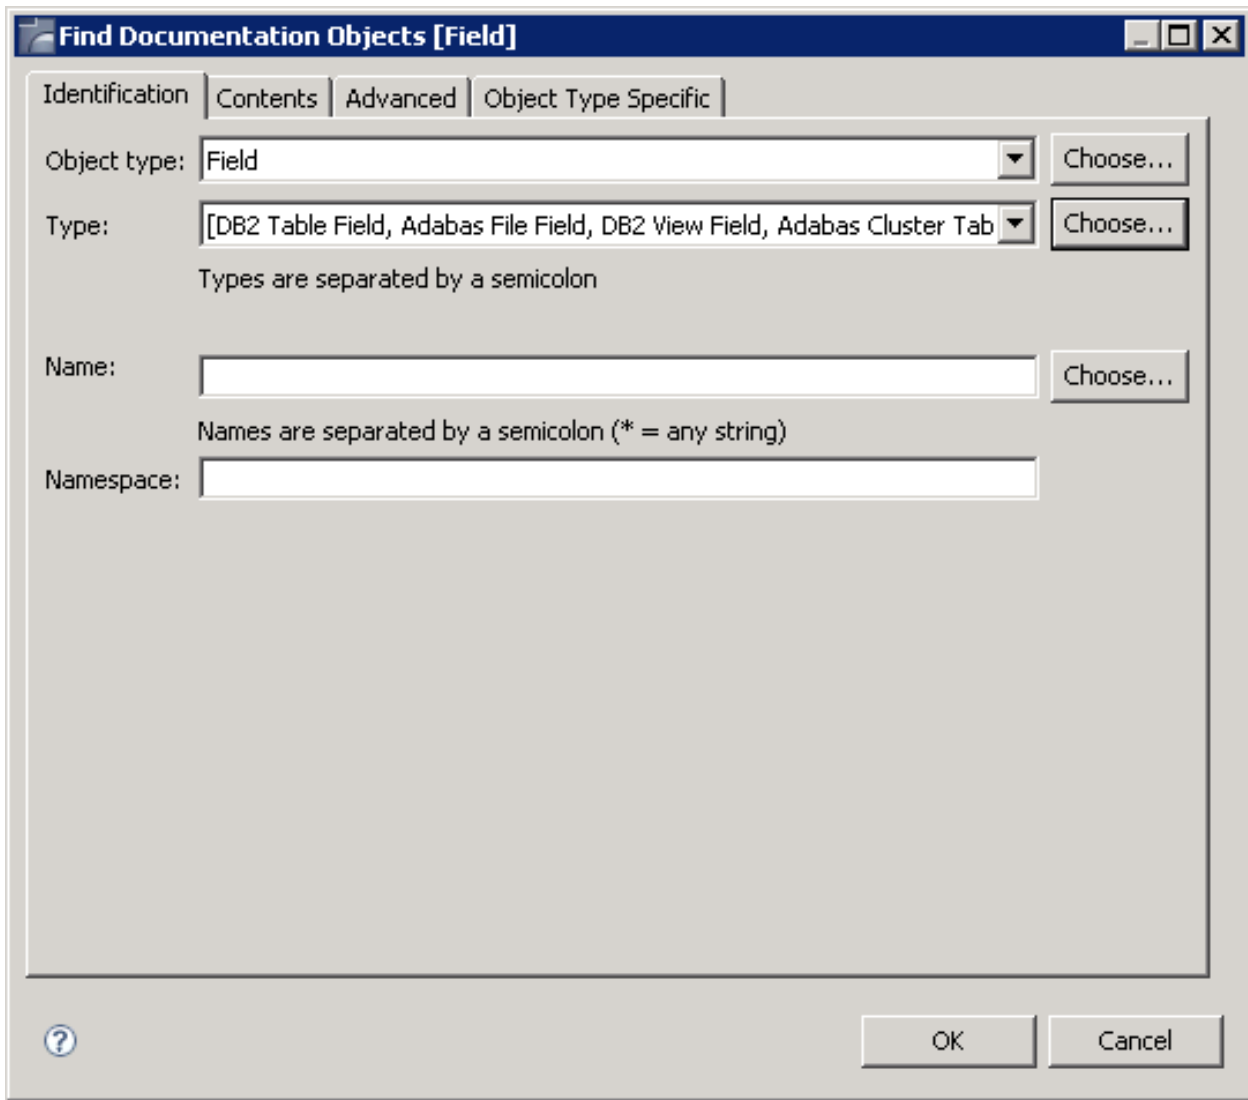 Find Documentation Objects [Field]
Identification Contents Advanced Object Type Specific
Object type: Field Choose...
Type: [DB2 Table Field, Adabas File Field, DB2 View Field, Adabas Cluster Tab Choose...
Types are separated by a semicolon
Name: Choose...
Names are separated by a semicolon (* = any string)
Namespace:
? OK Cancel